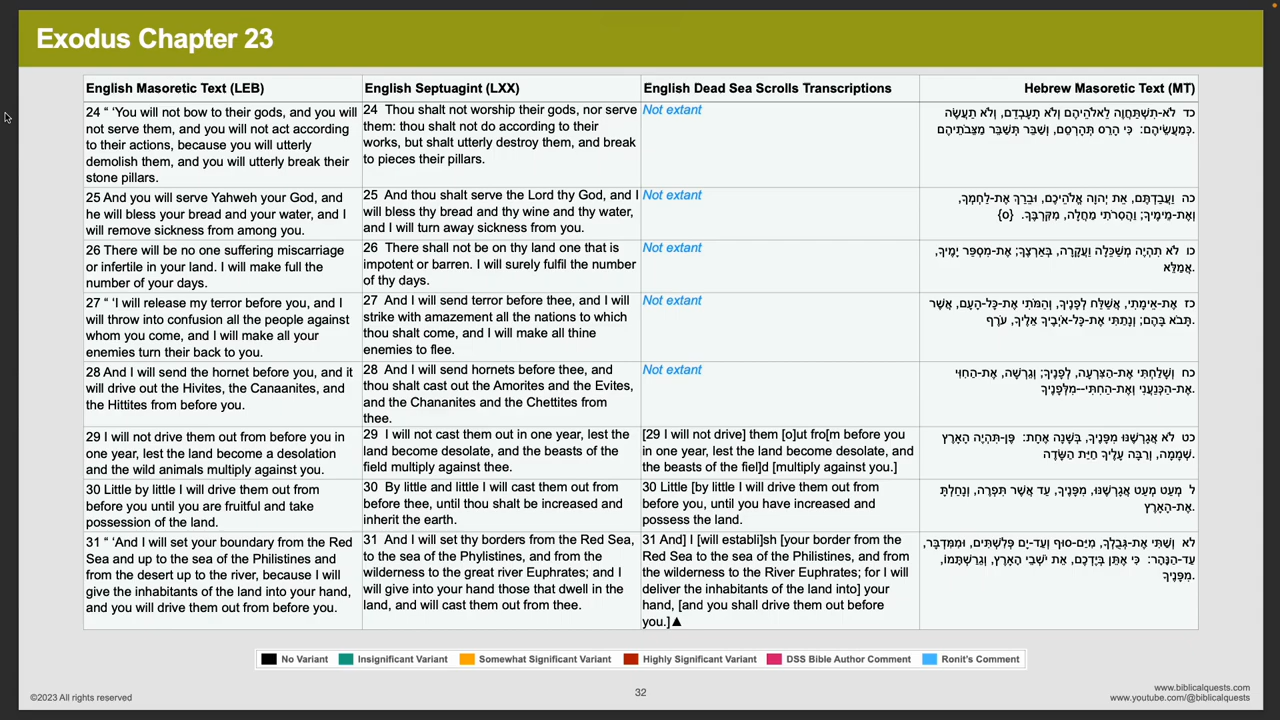 Exodus Chapter 23
English Masoretic Text (LEB)
English Septuagint (LXX)
English Dead Sea Scrolls Transcriptions
Hebrew Masoretic Text (MT)
24 “ ‘You will not bow to their gods, and you will
not serve them, and you will not act according
to their actions, because you will utterly
demolish them, and you will utterly break their
stone pillars.
24 Thou shalt not worship their gods, nor serve
them: thou shalt not do according to their
works, but shalt utterly destroy them, and break
to pieces their pillars.
Not extant
כד לֹא-תִשְׁתַּחֲוֶה לֵאלֹהֵיהֶם וְלֹא תָעָבְדֵם, וְלֹא תַעֲשֶׂה
כְּמַעֲשֵׂיהֶם: כִּי הָרֵס תְּהָרְסֵם, וְשַׁבֵּר תְּשַׁבֵּר מַצֵּבֹתֵיהֶם.
25 And you will serve Yahweh your God, and
he will bless your bread and your water, and I
will remove sickness from among you.
25 And thou shalt serve the Lord thy God, and I
will bless thy bread and thy wine and thy water,
and I will turn away sickness from you.
Not extant
כה וַעֲבַדְתֶּם, אֵת יְהוָה אֱלֹהֵיכֶם, וּבֵרַךְ אֶת-לַחְמְךָ,
וְאֶת-מֵימֶיךָ; וַהֲסִרֹתִי מַחֲלָה, מִקִּרְבֶּךָ. {ס}
26 There will be no one suffering miscarriage
or infertile in your land. I will make full the
number of your days.
26 There shall not be on thy land one that is
impotent or barren. I will surely fulfil the number
of thy days.
Not extant
כו לֹא תִהְיֶה מְשַׁכֵּלָה וַעֲקָרָה, בְּאַרְצֶךָ; אֶת-מִסְפַּר יָמֶיךָ,
אֲמַלֵּא.
27 “ ‘I will release my terror before you, and I
will throw into confusion all the people against
whom you come, and I will make all your
enemies turn their back to you.
27 And I will send terror before thee, and I will
strike with amazement all the nations to which
thou shalt come, and I will make all thine
enemies to flee.
Not extant
כז אֶת-אֵימָתִי, אֲשַׁלַּח לְפָנֶיךָ, וְהַמֹּתִי אֶת-כָּל-הָעָם, אֲשֶׁר
תָּבֹא בָּהֶם; וְנָתַתִּי אֶת-כָּל-אֹיְבֶיךָ אֵלֶיךָ, עֹרֶף.
28 And I will send the hornet before you, and it
will drive out the Hivites, the Canaanites, and
the Hittites from before you.
28 And I will send hornets before thee, and
thou shalt cast out the Amorites and the Evites,
and the Chananites and the Chettites from
thee.
Not extant
כח וְשָׁלַחְתִּי אֶת-הַצִּרְעָה, לְפָנֶיךָ; וְגֵרְשָׁה, אֶת-הַחִוִּי
אֶת-הַכְּנַעֲנִי וְאֶת-הַחִתִּי--מִלְּפָנֶיךָ.
29 I will not drive them out from before you in
one year, lest the land become a desolation
and the wild animals multiply against you.
29 I will not cast them out in one year, lest the
land become desolate, and the beasts of the
field multiply against thee.
[29 I will not drive] them [o]ut fro[m before you
in one year, lest the land become desolate, and
the beasts of the fiel]d [multiply against you.]
כט לֹא אֲגָרְשֶׁנּוּ מִפָּנֶיךָ, בְּשָׁנָה אֶחָת: פֶּן-תִּהְיֶה הָאָרֶץ
שְׁמָמָה, וְרַבָּה עָלֶיךָ חַיַּת הַשָּׂדֶה.
30 Little by little I will drive them out from
before you until you are fruitful and take
possession of the land.
30 By little and little I will cast them out from
before thee, until thou shalt be increased and
inherit the earth.
30 Little [by little I will drive them out from
before you, until you have increased and
possess the land.
ל מְעַט מְעַט אֲגָרְשֶׁנּוּ, מִפָּנֶיךָ, עַד אֲשֶׁר תִּפְרֶה, וְנָחַלְתָּ
אֶת-הָאָרֶץ.
31 “ ‘And I will set your boundary from the Red
Sea and up to the sea of the Philistines and
from the desert up to the river, because I will
give the inhabitants of the land into your hand,
and you will drive them out from before you.
31 And I will set thy borders from the Red Sea,
to the sea of the Phylistines, and from the
wilderness to the great river Euphrates; and I
will give into your hand those that dwell in the
land, and will cast them out from thee.
31 And] I [will establi]sh [your border from the
Red Sea to the sea of the Philistines, and from
the wilderness to the River Euphrates; for I will
deliver the inhabitants of the land into] your
hand, [and you shall drive them out before
you.]▲
לא וְשַׁתִּי אֶת-גְּבֻלְךָ, מִיַּם-סוּף וְעַד-יָם פְּלִשְׁתִּים, וּמִמִּדְבָּר,
עַד-הַנָּהָר: כִּי אֶתֵּן בְּיֶדְכֶם, אֵת יֹשְׁבֵי הָאָרֶץ, וְגֵרַשְׁתָּמוֹ,
מִפָּנֶיךָ.
No Variant
Insignificant Variant
Somewhat Significant Variant
Highly Significant Variant
DSS Bible Author Comment
Ronit's Comment
©2023 All rights reserved
32
www.biblicalquests.com
www.youtube.com/@biblicalquests